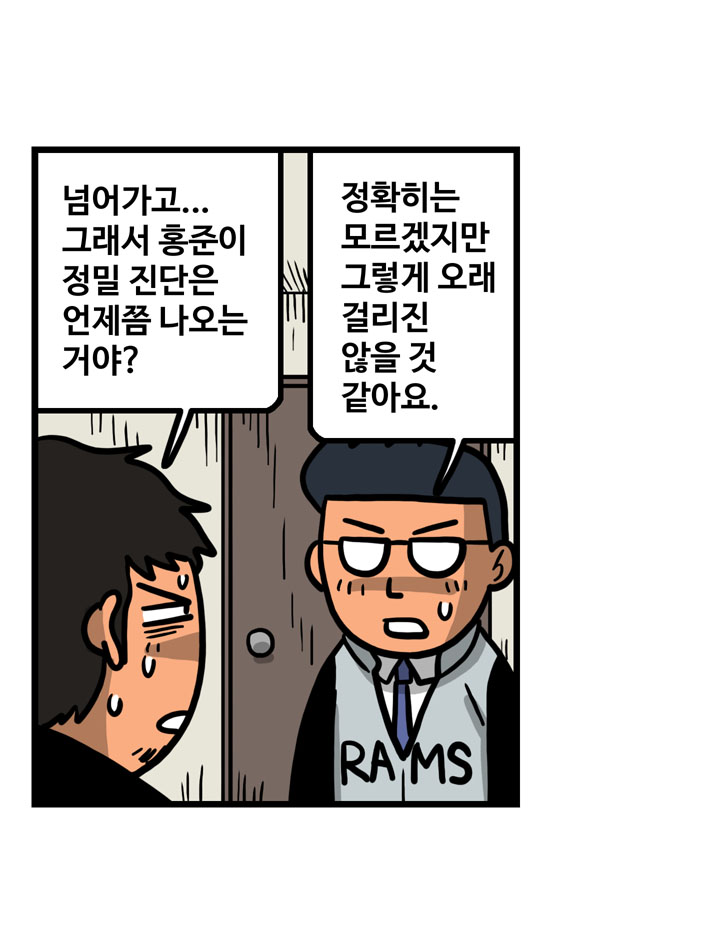 넘어가고...
그래서 홍준이
정밀 진단은
언제쯤 나오는
거야?
정확히는
모르겠지만
그렇게 오래
걸리진
않을 것
같아요.
RAMS